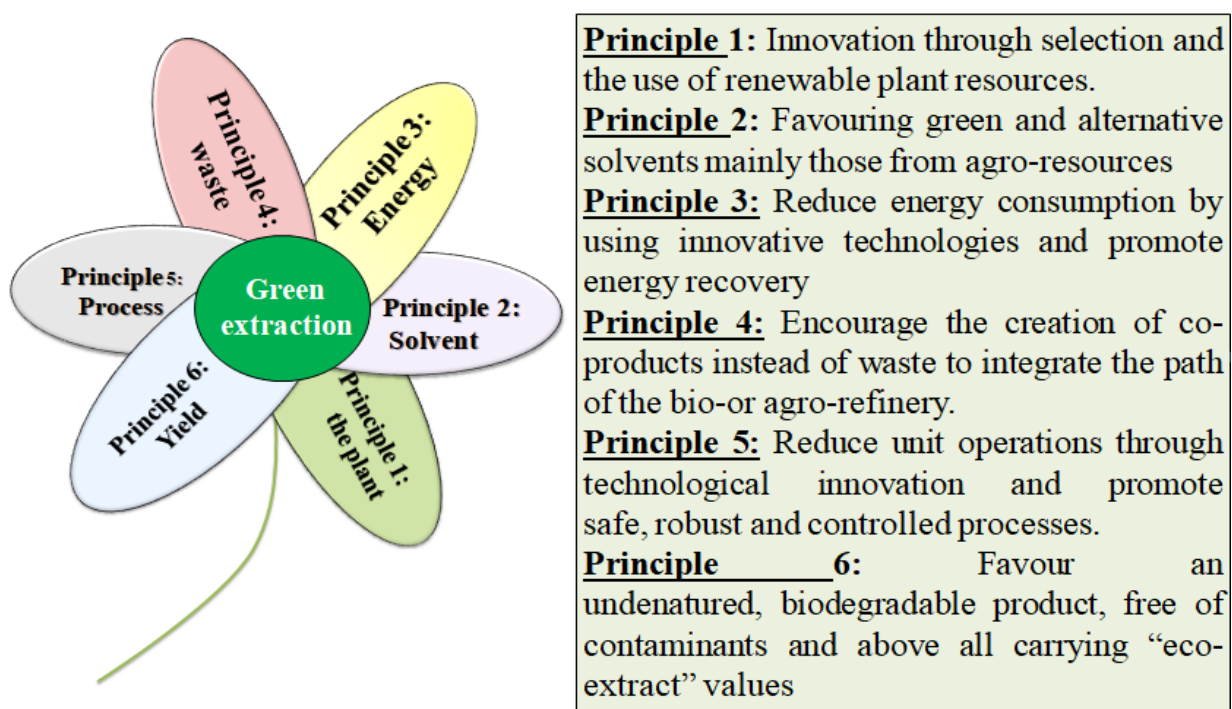 Principle 4:
waste
Principle 3:
Energy
Principle 5:
Process
Green
extraction
Principle 2:
Solvent
Principle 6:
Yield
Principle 1:
the plant
Principle 1: Innovation through selection and
the use of renewable plant resources.
Principle 2: Favouring green and alternative
solvents mainly those from agro-resources
Principle 3: Reduce energy consumption by
using innovative technologies and promote
energy recovery
Principle 4: Encourage the creation of co-
products instead of waste to integrate the path
of the bio-or agro-refinery.
Principle 5: Reduce unit operations through
technological innovation and promote
safe, robust and controlled processes.
Principle 6: Favour an
undenatured, biodegradable product, free of
contaminants and above all carrying “eco-
extract” values